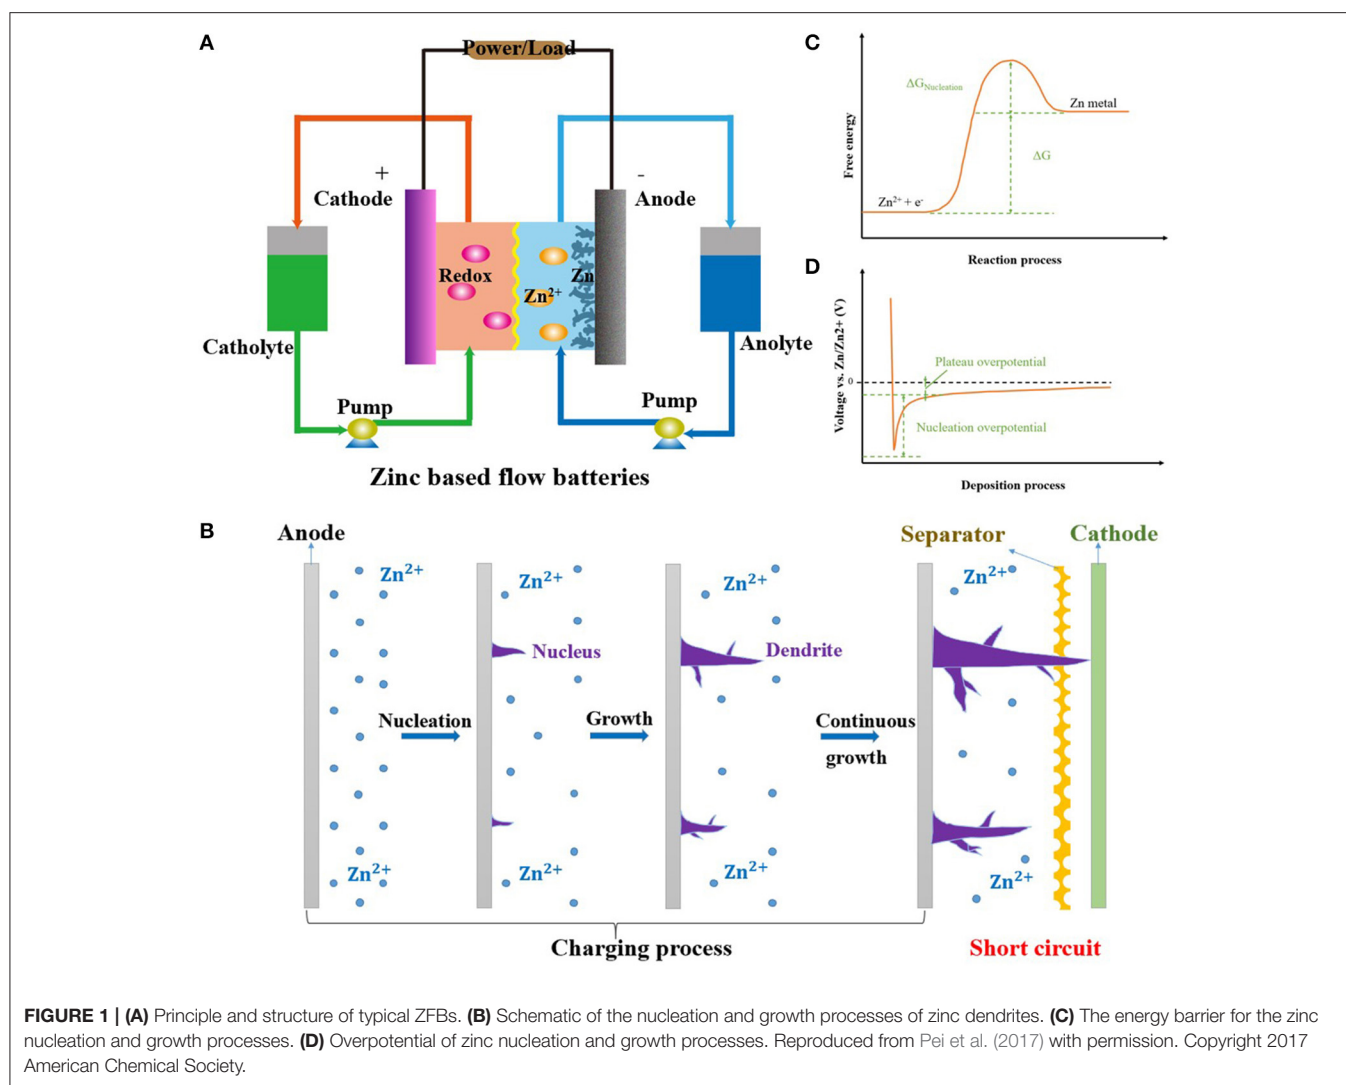 A
Power/Load
+
Cathode
-
Anode
Redox
Zn²⁺
Zn
Catholyte
Anolyte
Pump
Pump
Zinc based flow batteries
C
Free energy
ΔG_Nucleation
Zn metal
ΔG
Zn²⁺ + e⁻
Reaction process
D
Voltage vs. Zn/Zn2+ (V)
0
Plateau overpotential
Nucleation overpotential
Deposition process
B
Anode
Separator
Cathode
Zn²⁺
Zn²⁺
Zn²⁺
Zn²⁺
Nucleus
Dendrite
Nucleation
Growth
Continuous
growth
Zn²⁺
Zn²⁺
Zn²⁺
Zn²⁺
Charging process
Short circuit
FIGURE 1 | (A) Principle and structure of typical ZFBs. (B) Schematic of the nucleation and growth processes of zinc dendrites. (C) The energy barrier for the zinc
nucleation and growth processes. (D) Overpotential of zinc nucleation and growth processes. Reproduced from Pei et al. (2017) with permission. Copyright 2017
American Chemical Society.